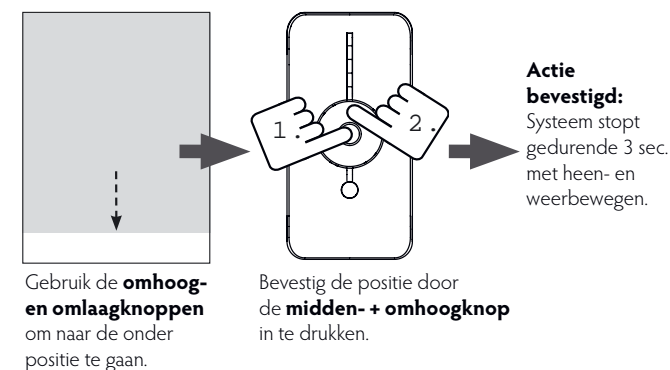 Gebruik de omhoog-
en omlaagknoppen
om naar de onder
positie te gaan.
1.
2.
Bevestig de positie door
de midden- + omhoogknop
in te drukken.
Actie
bevestigd:
Systeem stopt
gedurende 3 sec.
met heen- en
weerbewegen.